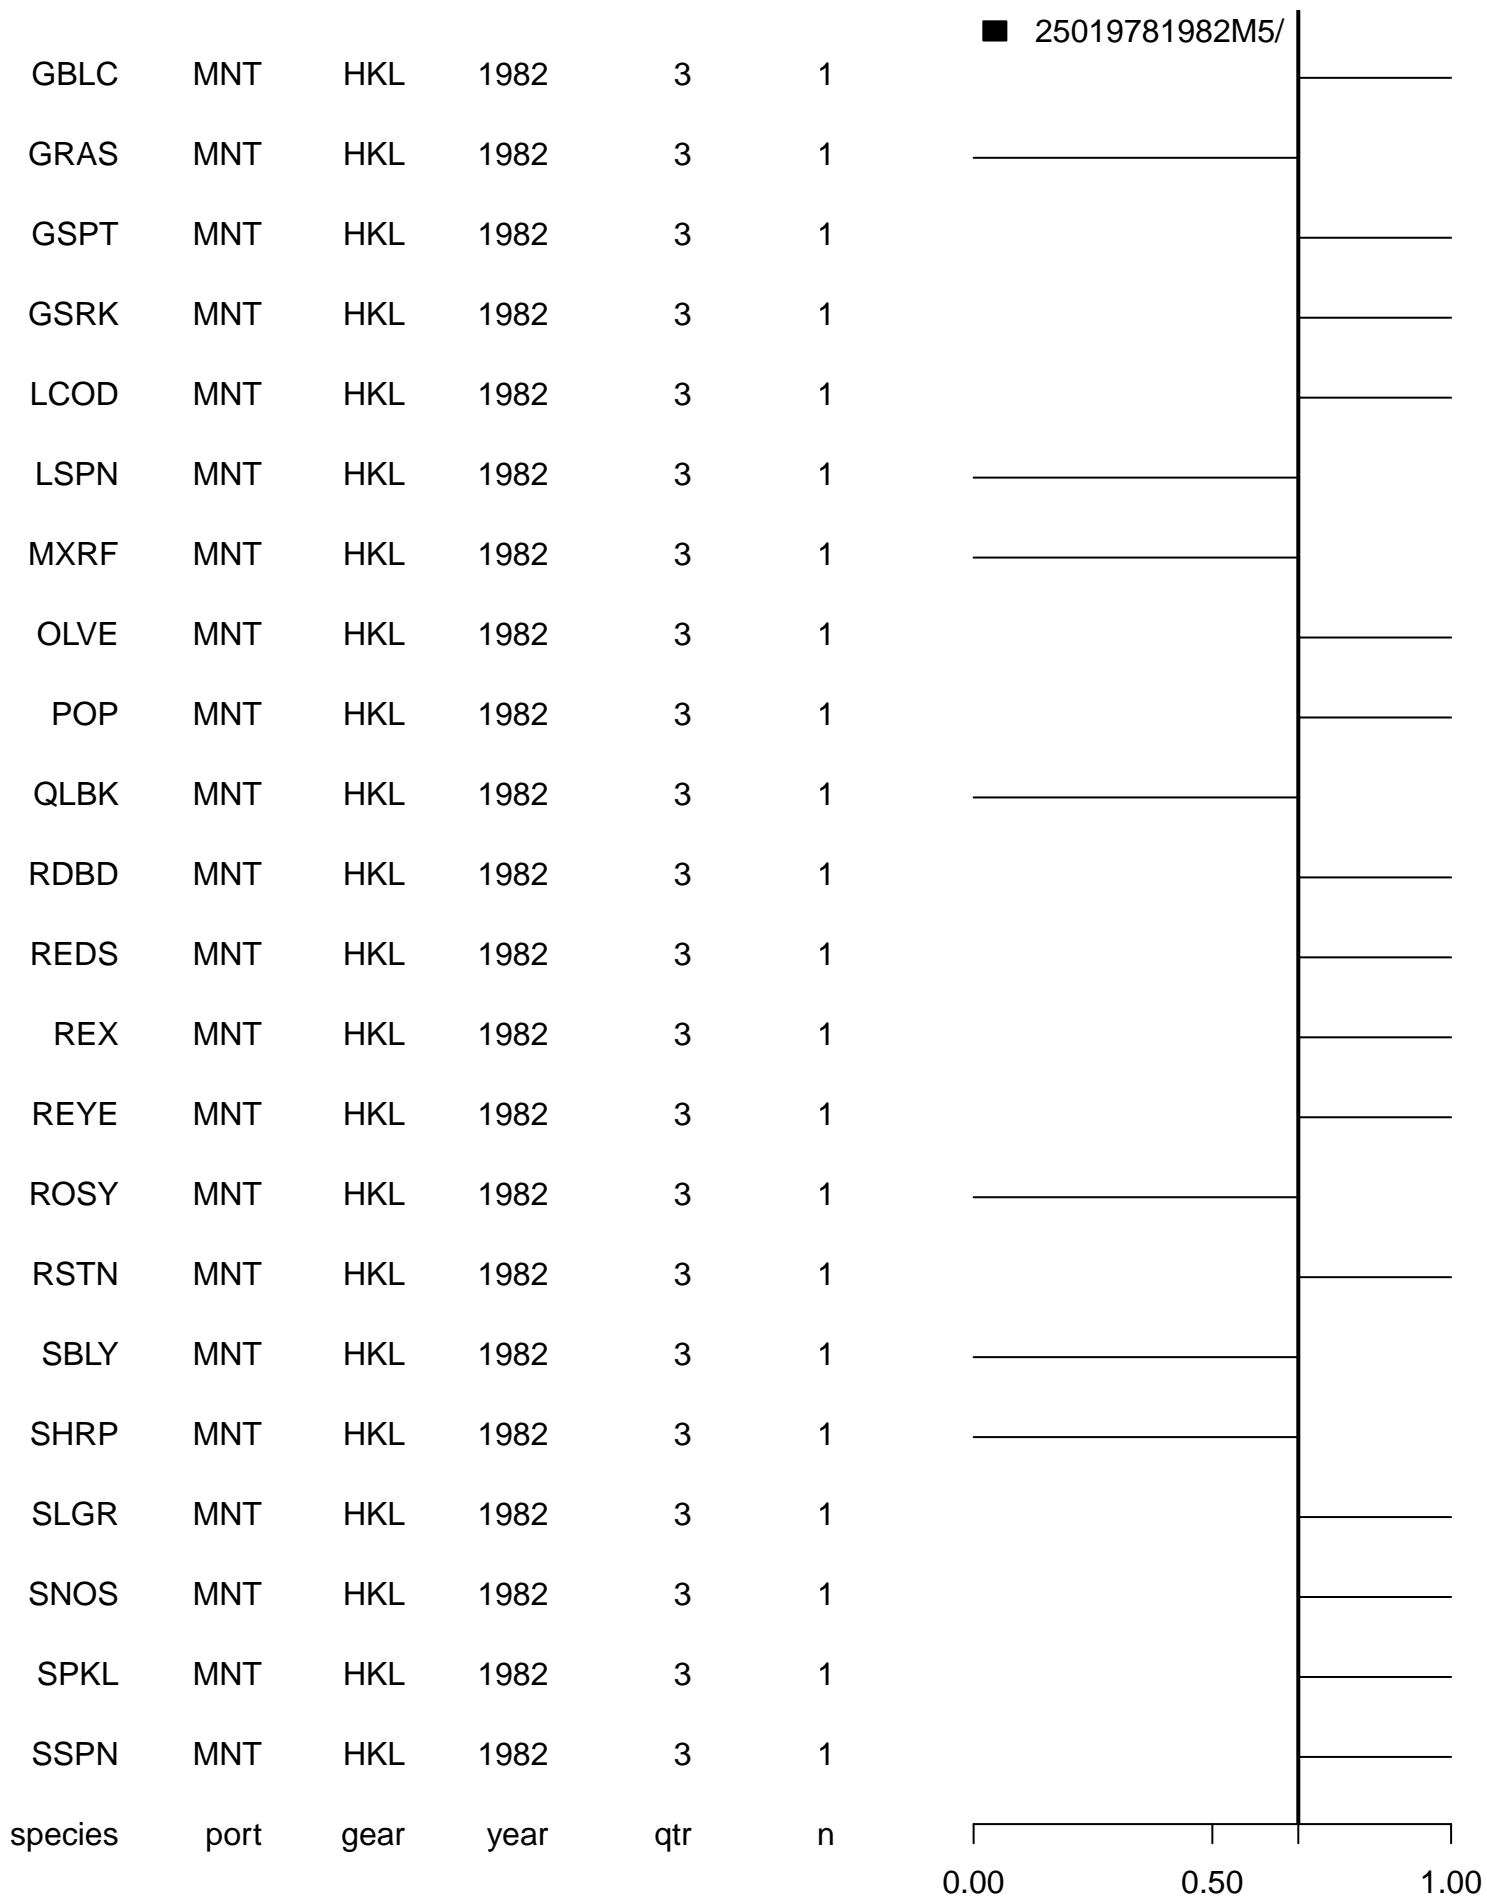 25019781982M5/
GBLC MNT HKL 1982 3 1
GRAS MNT HKL 1982 3 1
GSPT MNT HKL 1982 3 1
GSRK MNT HKL 1982 3 1
LCOD MNT HKL 1982 3 1
LSPN MNT HKL 1982 3 1
MXRF MNT HKL 1982 3 1
OLVE MNT HKL 1982 3 1
POP MNT HKL 1982 3 1
QLBK MNT HKL 1982 3 1
RDBD MNT HKL 1982 3 1
REDS MNT HKL 1982 3 1
REX MNT HKL 1982 3 1
REYE MNT HKL 1982 3 1
ROSY MNT HKL 1982 3 1
RSTN MNT HKL 1982 3 1
SBLY MNT HKL 1982 3 1
SHRP MNT HKL 1982 3 1
SLGR MNT HKL 1982 3 1
SNOS MNT HKL 1982 3 1
SPKL MNT HKL 1982 3 1
SSPN MNT HKL 1982 3 1
species port gear year qtr n
0.00 0.50 1.00